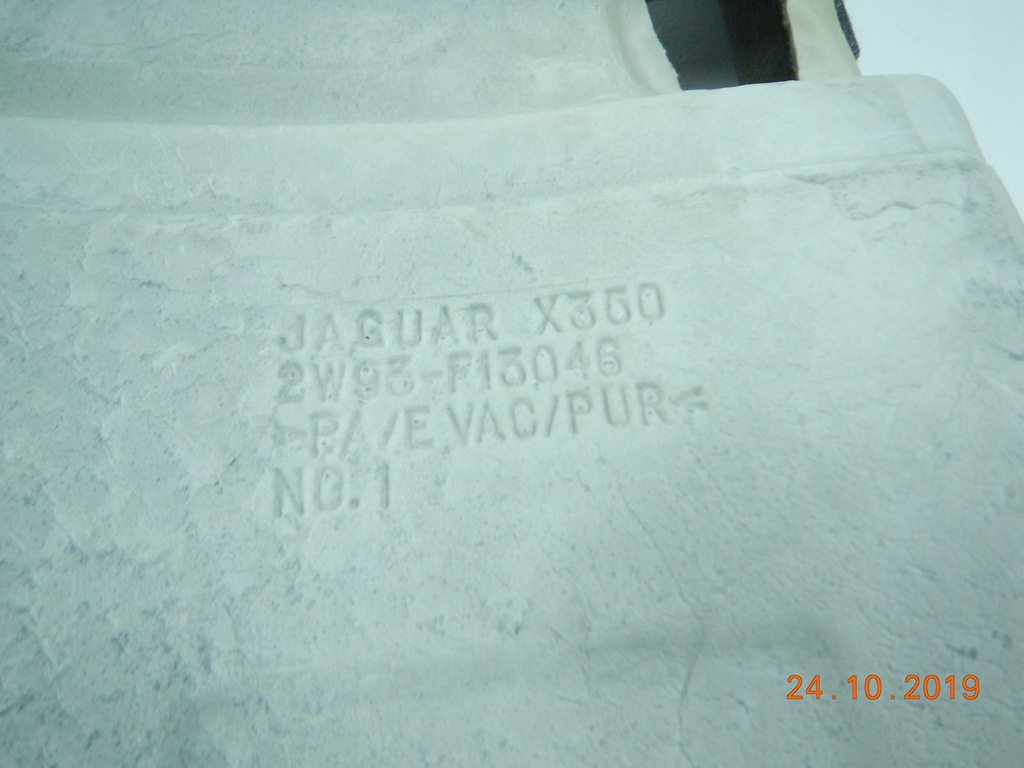 JAGUAR X350
2W93-F13046
>PA/EVAC/PUR<
NO.1
24.10.2019